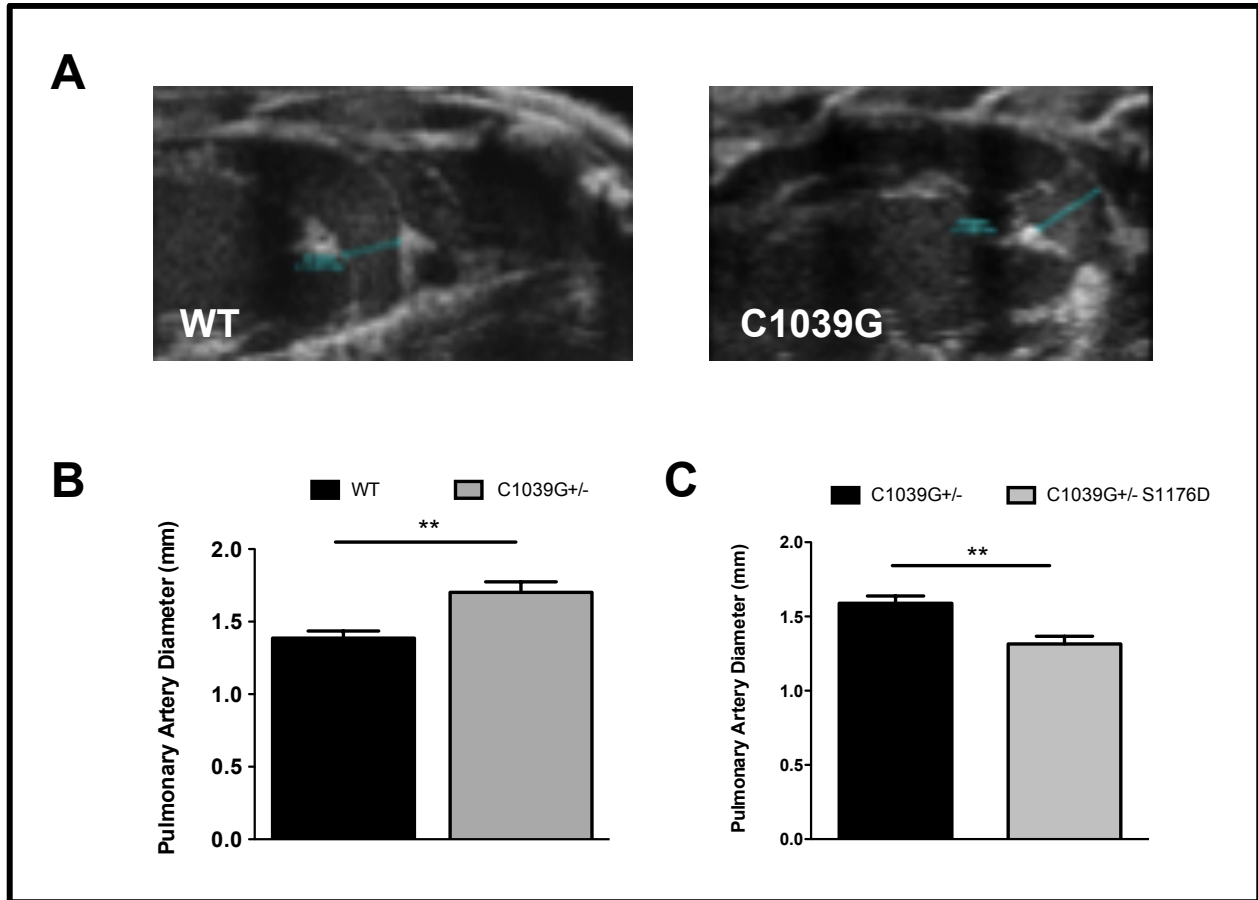 A
WT
C1039G
B
WT
C1039G+/-
**
Pulmonary Artery Diameter (mm)
2.0
1.5
1.0
0.5
0.0
C
C1039G+/-
C1039G+/- S1176D
**
Pulmonary Artery Diameter (mm)
2.0
1.5
1.0
0.5
0.0